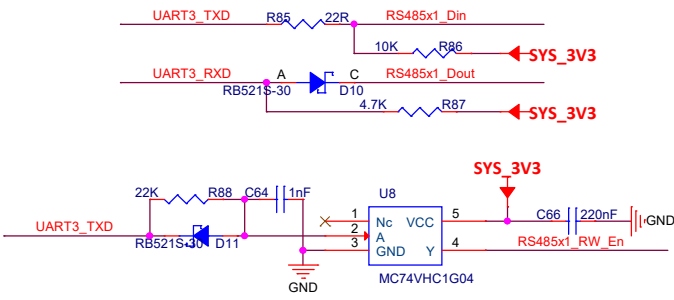 UART3_TXD R85 22R RS485x1_Din
10K R86 SYS_3V3
UART3_RXD A C RS485x1_Dout
RB521S-30 D10
4.7K R87 SYS_3V3
SYS_3V3
22K R88 C64 1nF U8
1 Nc VCC 5 C66 220nF GND
UART3_TXD 2 A
RB521S-30 D11 3 GND Y 4 RS485x1_RW_En
GND MC74VHC1G04